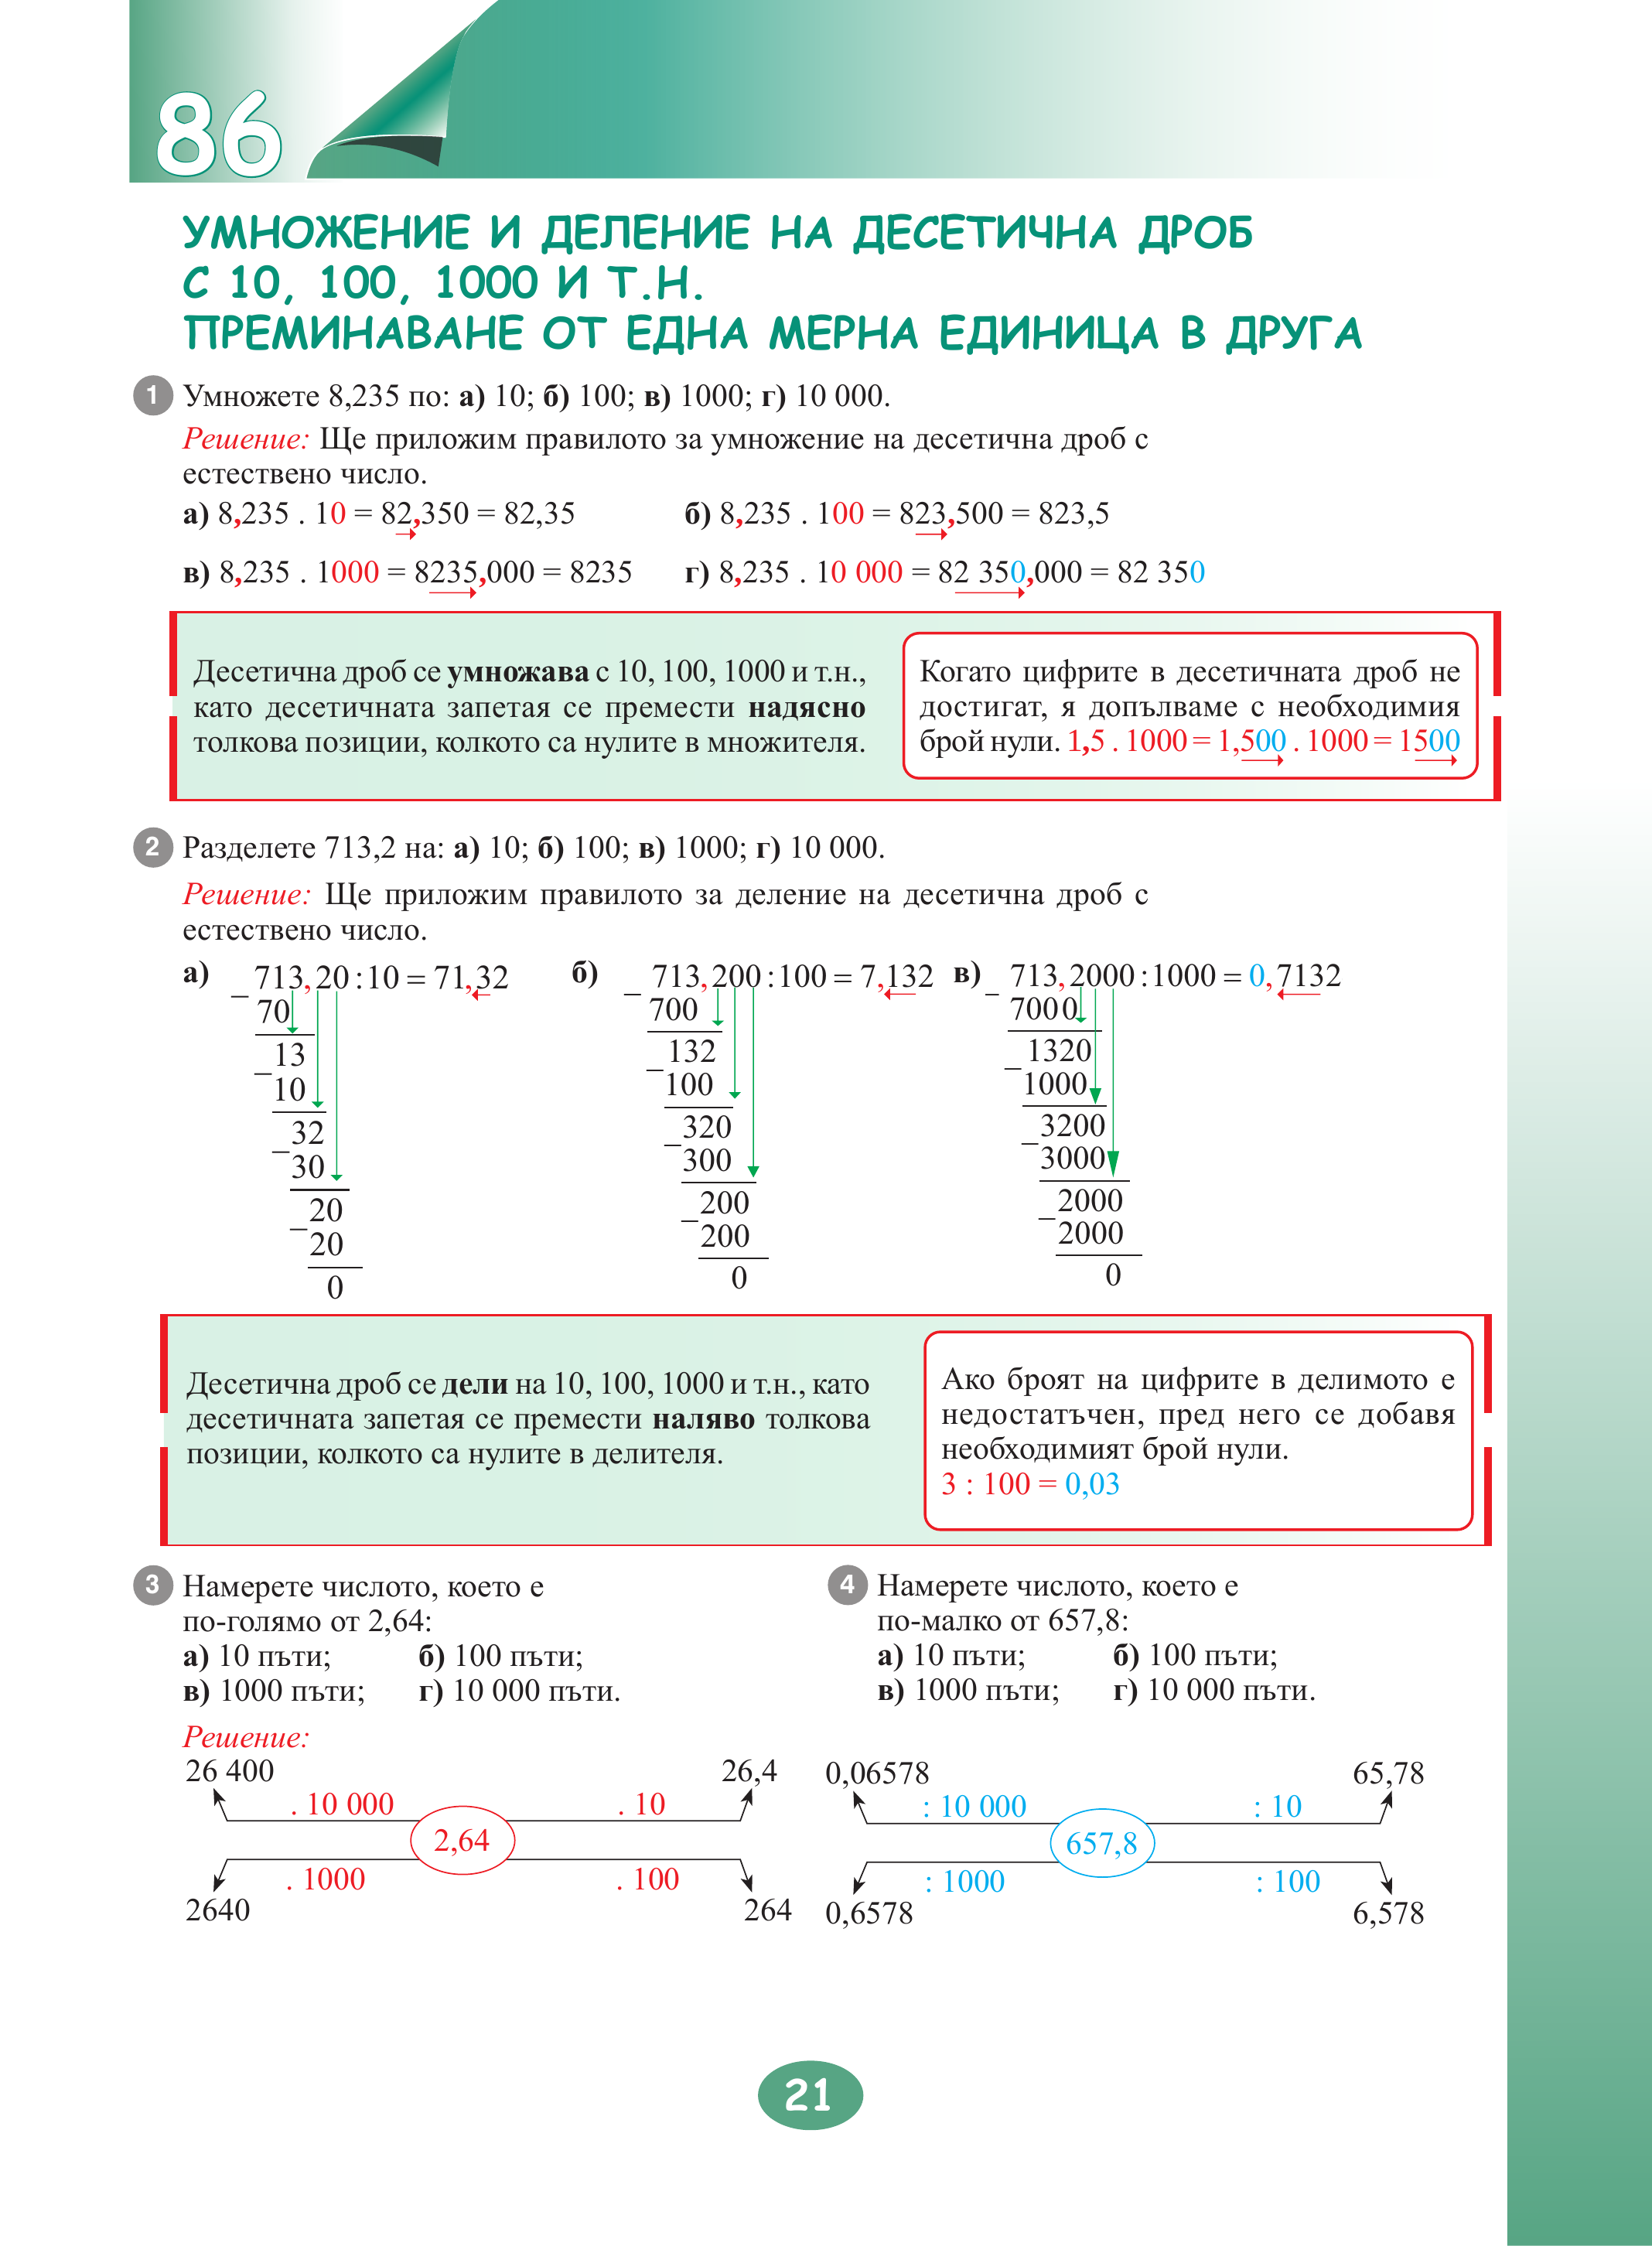 86
УМНОЖЕНИЕ И ДЕЛЕНИЕ НА ДЕСЕТИЧНА ДРОБ
С 10, 100, 1000 И Т.Н.
ПРЕМИНАВАНЕ ОТ ЕДНА МЕРНА ЕДИНИЦА В ДРУГА
1 Умножете 8,235 по: а) 10; б) 100; в) 1000; г) 10 000.
Решение: Ще приложим правилото за умножение на десетична дроб с
естествено число.
а) 8,235 . 10 = 82,350 = 82,35
б) 8,235 . 100 = 823,500 = 823,5
в) 8,235 . 1000 = 8235,000 = 8235
г) 8,235 . 10 000 = 82 350,000 = 82 350
Десетична дроб се умножава с 10, 100, 1000 и т.н.,
като десетичната запетая се премести надясно
толкова позиции, колкото са нулите в множителя.
Когато цифрите в десетичната дроб не
достигат, я допълваме с необходимия
брой нули. 1,5 . 1000 = 1,500 . 1000 = 1500
2 Разделете 713,2 на: а) 10; б) 100; в) 1000; г) 10 000.
Решение: Ще приложим правилото за деление на десетична дроб с
естествено число.
а) 713,20 : 10 = 71,32
– 70
13
– 10
32
– 30
20
– 20
0
б) 713,200 : 100 = 7,132
– 700
132
– 100
320
– 300
200
– 200
0
в) 713,2000 : 1000 = 0,7132
– 7000
1320
– 1000
3200
– 3000
2000
– 2000
0
Десетична дроб се дели на 10, 100, 1000 и т.н., като
десетичната запетая се премести наляво толкова
позиции, колкото са нулите в делителя.
Ако броят на цифрите в делимото е
недостатъчен, пред него се добавя
необходимият брой нули.
3 : 100 = 0,03
3 Намерете числото, което е
по-голямо от 2,64:
а) 10 пъти; б) 100 пъти;
в) 1000 пъти; г) 10 000 пъти.
Решение:
26 400 26,4
. 10 000 . 10
2,64
. 1000 . 100
2640 264
4 Намерете числото, което е
по-малко от 657,8:
а) 10 пъти; б) 100 пъти;
в) 1000 пъти; г) 10 000 пъти.
0,06578 65,78
: 10 000 : 10
657,8
: 1000 : 100
0,6578 6,578
21